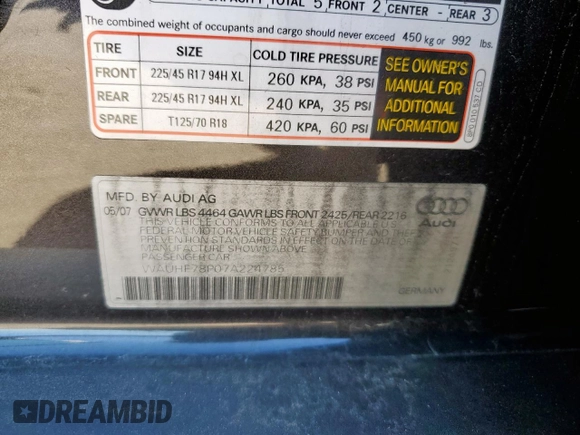 CAPACITY TOTAL 5 FRONT 2 CENTER - REAR 3
The combined weight of occupants and cargo should never exceed 450 kg or 992 lbs.
TIRE SIZE COLD TIRE PRESSURE
FRONT 225/45 R17 94H XL 260 KPA, 38 PSI
REAR 225/45 R17 94H XL 240 KPA, 35 PSI
SPARE T125/70 R18 420 KPA, 60 PSI
SEE OWNER'S
MANUAL FOR
ADDITIONAL
INFORMATION
8P0 010 637 CD
MFD. BY AUDI AG
05/07 GVWR LBS 4464 GAWR LBS FRONT 2425/REAR 2216
THIS VEHICLE CONFORMS TO ALL APPLICABLE U.S.
FEDERAL MOTOR VEHICLE SAFETY BUMPER AND THEFT
PREVENTION STANDARDS IN EFFECT ON THE DATE OF
MANUFACTURE SHOWN ABOVE.
PASSENGER CAR
Audi
GERMANY
DREAMBID